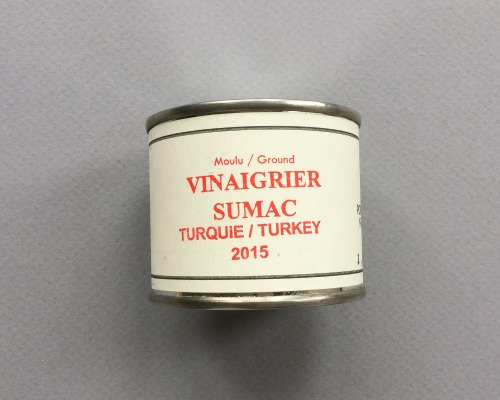 Moulu / Ground
VINAIGRIER
SUMAC
TURQUiE / TURKEY
2015